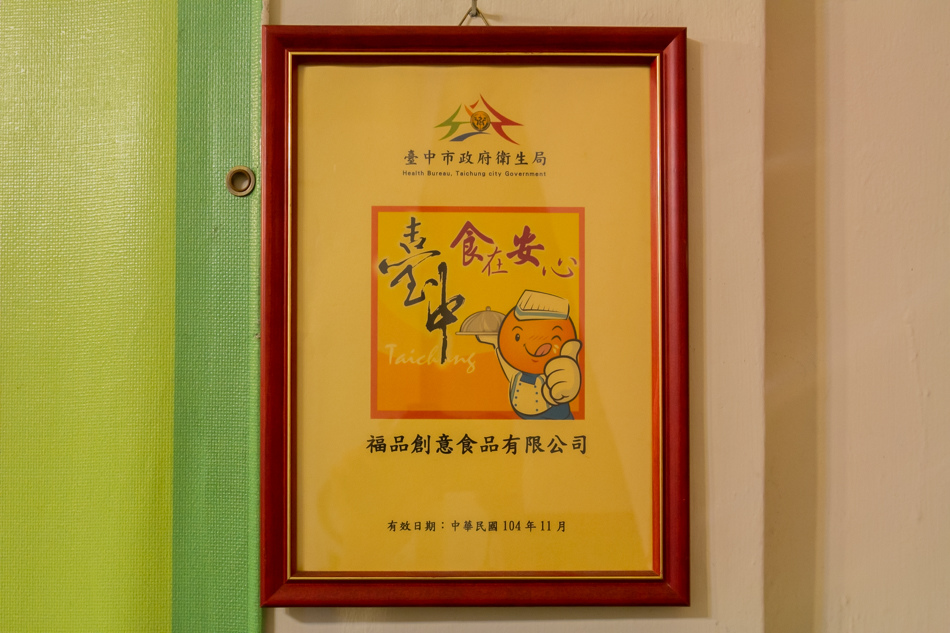 臺中市政府衛生局
Health Bureau, Taichung city Government
臺中
食在安心
Taichung
福品創意食品有限公司
有效日期：中華民國 104 年 11 月